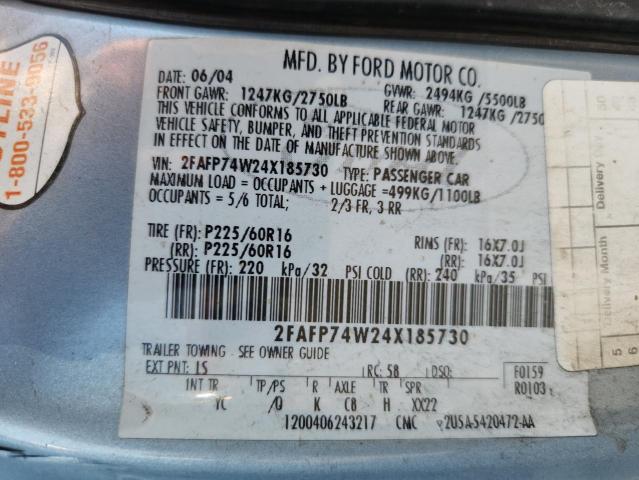 MFD. BY FORD MOTOR CO.
DATE: 06/04
GVWR: 2494KG/5500LB
FRONT GAWR: 1247KG/2750LB
REAR GAWR: 1247KG/2750
THIS VEHICLE CONFORMS TO ALL APPLICABLE FEDERAL MOTOR
VEHICLE SAFETY, BUMPER, AND THEFT PREVENTION STANDARDS
IN EFFECT ON THE DATE OF MANUFACTURE SHOWN ABOVE.
VIN: 2FAFP74W24X185730 TYPE: PASSENGER CAR
MAXIMUM LOAD = OCCUPANTS + LUGGAGE = 499KG/1100LB
OCCUPANTS = 5/6 TOTAL; 2/3 FR, 3 RR
TIRE (FR): P225/60R16 RIMS (FR): 16X7.0J
(RR): P225/60R16 (RR): 16X7.0J
PRESSURE (FR): 220 kPa/32 PSI COLD (RR): 240 kPa/35 PSI
2FAFP74W24X185730
TRAILER TOWING - SEE OWNER GUIDE
EXT PNT: LS RC: 58 DSO: F0159
R0103
INT TR TP/PS R AXLE TR SPR
YC /Q K C8 H XX22
1200406243217 CMC 2U5A-5420472-AA
1-800-533-0056
Delivery Month
Delivery
5
6